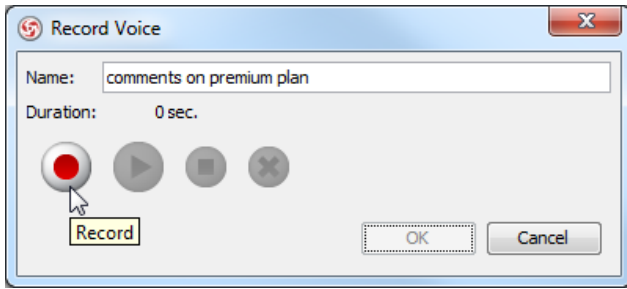 Record Voice
Name: comments on premium plan
Duration: 0 sec.
Record
OK Cancel